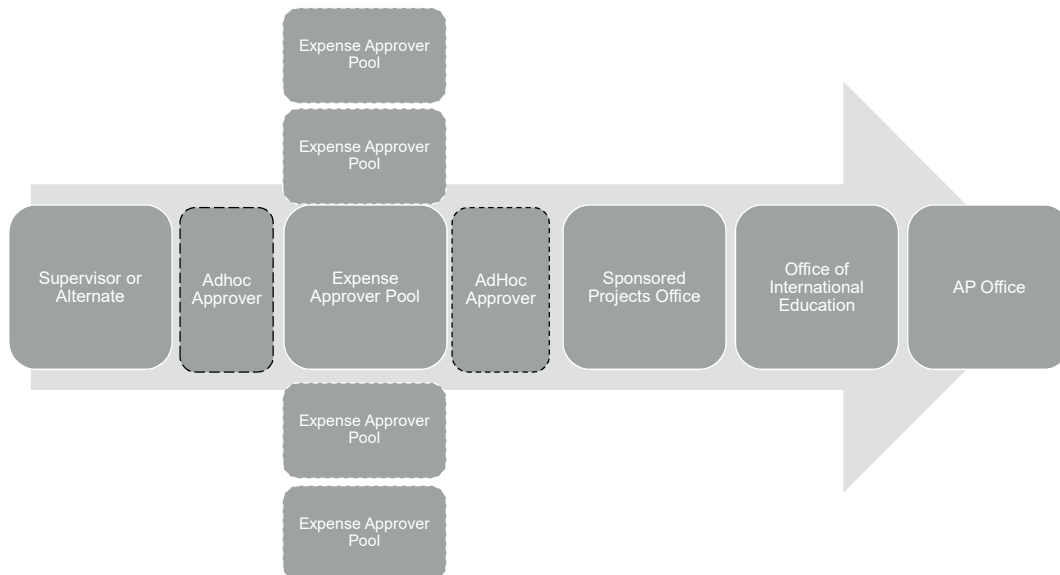 Expense Approver
Pool
Expense Approver
Pool
Supervisor or
Alternate
Adhoc
Approver
Expense
Approver Pool
AdHoc
Approver
Sponsored
Projects Office
Office of
International
Education
AP Office
Expense Approver
Pool
Expense Approver
Pool